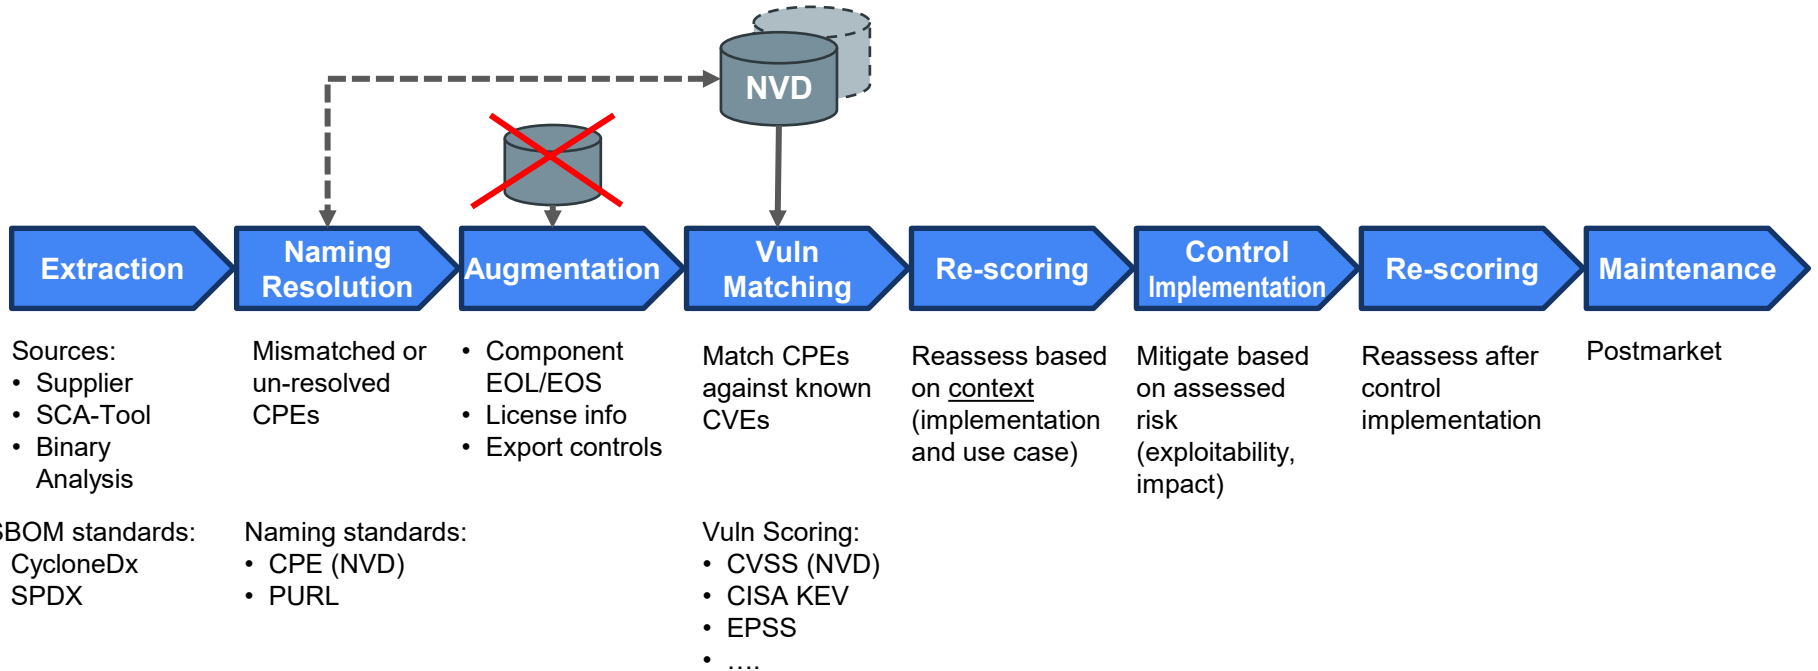 NVD
Extraction
Naming
Resolution
Augmentation
Vuln
Matching
Re-scoring
Control
Implementation
Re-scoring
Maintenance
Sources:
• Supplier
• SCA-Tool
• Binary
Analysis
Mismatched or
un-resolved
CPEs
• Component
EOL/EOS
• License info
• Export controls
Match CPEs
against known
CVEs
Reassess based
on context
(implementation
and use case)
Mitigate based
on assessed
risk
(exploitability,
impact)
Reassess after
control
implementation
Postmarket
SBOM standards:
CycloneDx
SPDX
Naming standards:
• CPE (NVD)
• PURL
Vuln Scoring:
• CVSS (NVD)
• CISA KEV
• EPSS
• ….